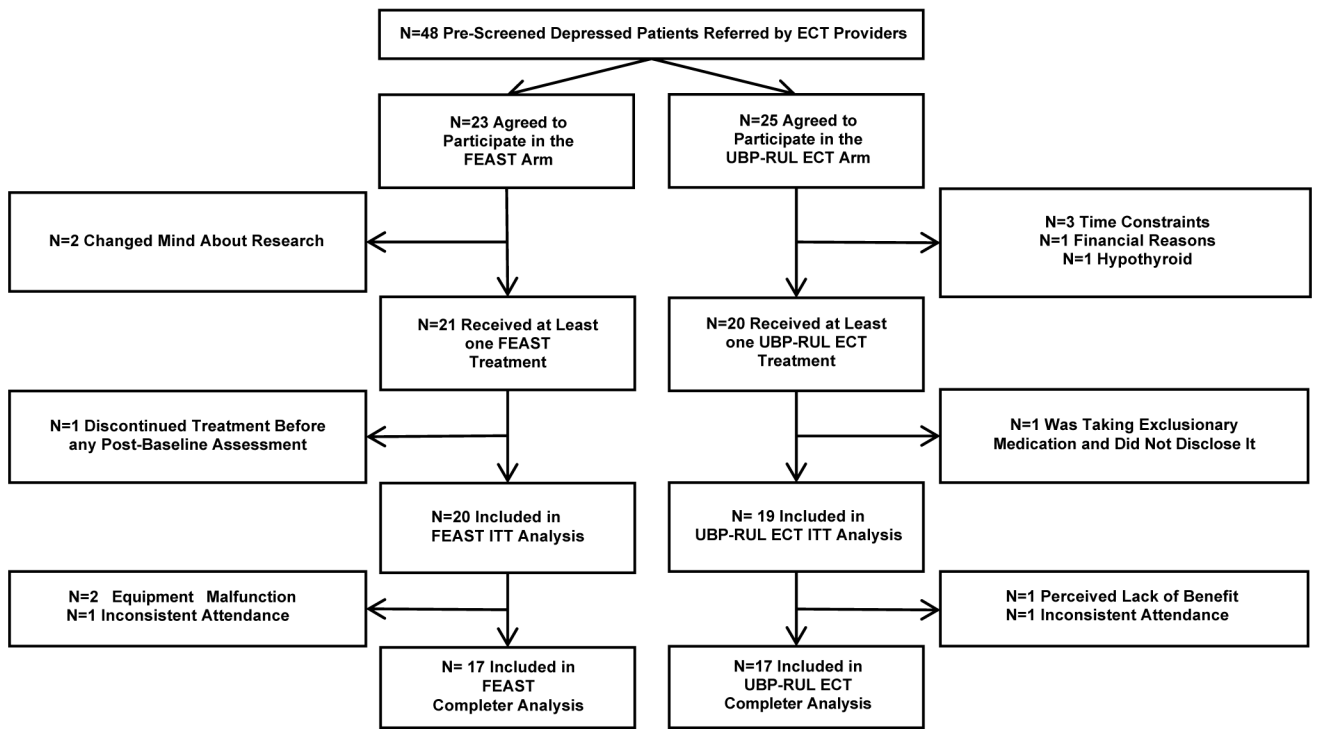 N=48 Pre-Screened Depressed Patients Referred by ECT Providers
N=23 Agreed to
Participate in the
FEAST Arm
N=25 Agreed to
Participate in the
UBP-RUL ECT Arm
N=2 Changed Mind About Research
N=3 Time Constraints
N=1 Financial Reasons
N=1 Hypothyroid
N=21 Received at Least
one FEAST
Treatment
N=20 Received at Least
one UBP-RUL ECT
Treatment
N=1 Discontinued Treatment Before
any Post-Baseline Assessment
N=1 Was Taking Exclusionary
Medication and Did Not Disclose It
N=20 Included in
FEAST ITT Analysis
N= 19 Included in
UBP-RUL ECT ITT Analysis
N=2 Equipment Malfunction
N=1 Inconsistent Attendance
N=1 Perceived Lack of Benefit
N=1 Inconsistent Attendance
N= 17 Included in
FEAST
Completer Analysis
N=17 Included in
UBP-RUL ECT
Completer Analysis